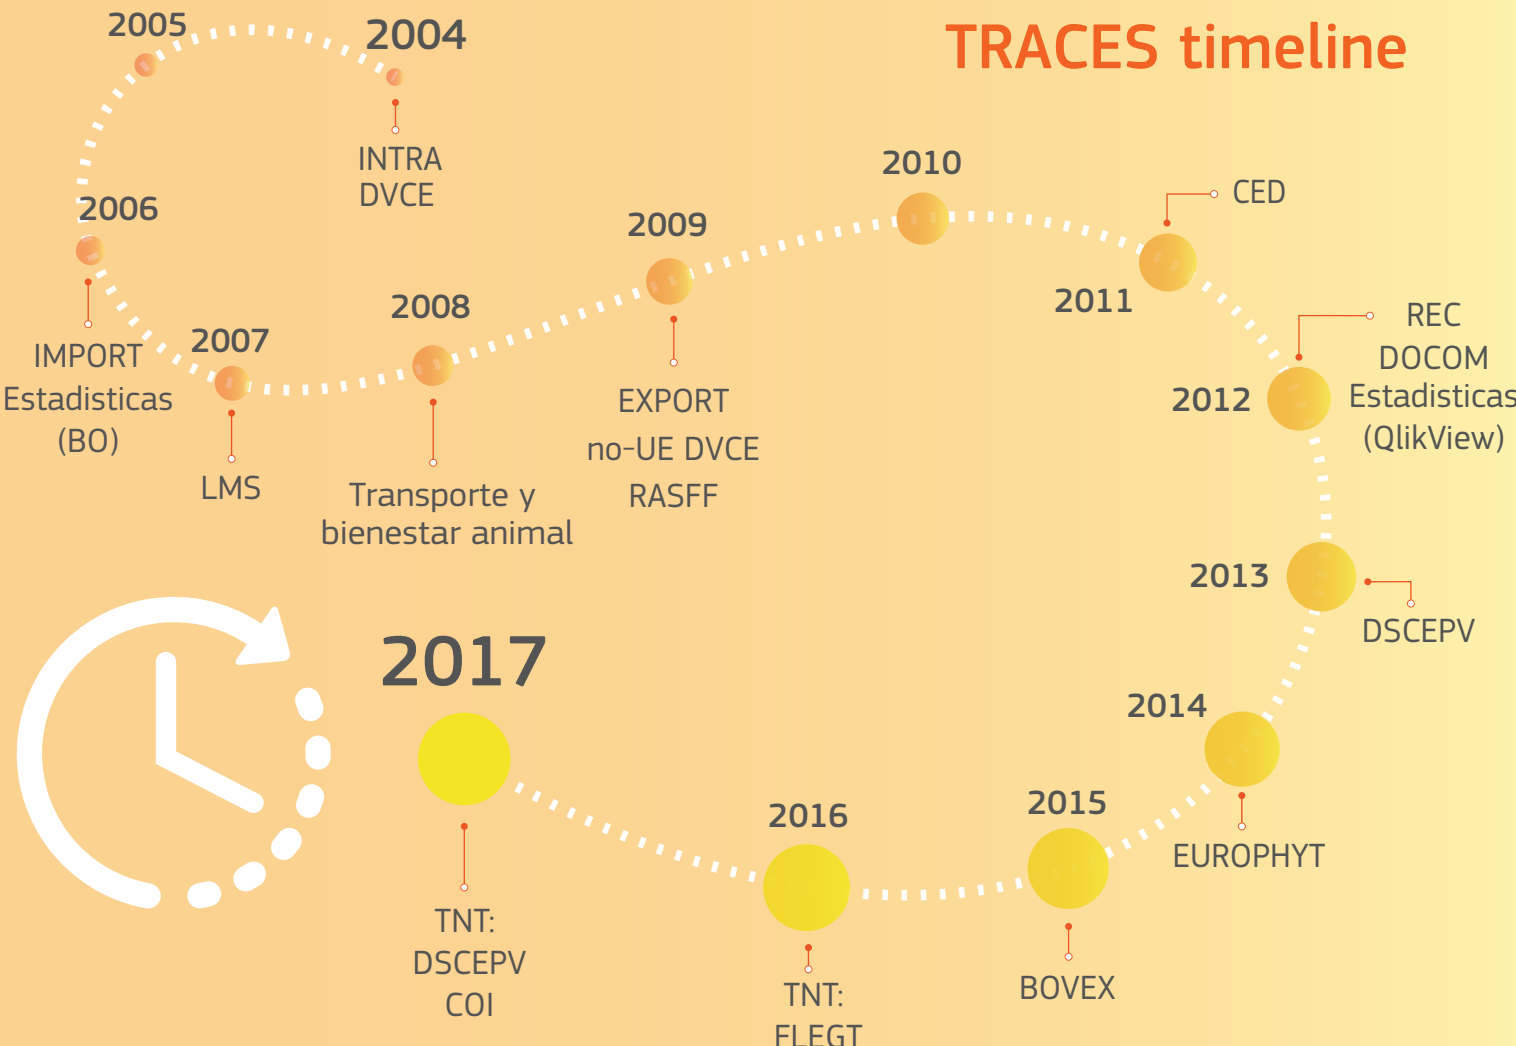 TRACES timeline
2004
INTRA
DVCE
2005
2006
IMPORT
Estadisticas
(BO)
2007
LMS
2008
Transporte y
bienestar animal
2009
EXPORT
no-UE DVCE
RASFF
2010
2011
CED
2012
REC
DOCOM
Estadisticas
(QlikView)
2013
DSCEPV
2014
EUROPHYT
2015
BOVEX
2016
TNT:
FLEGT
2017
TNT:
DSCEPV
COI